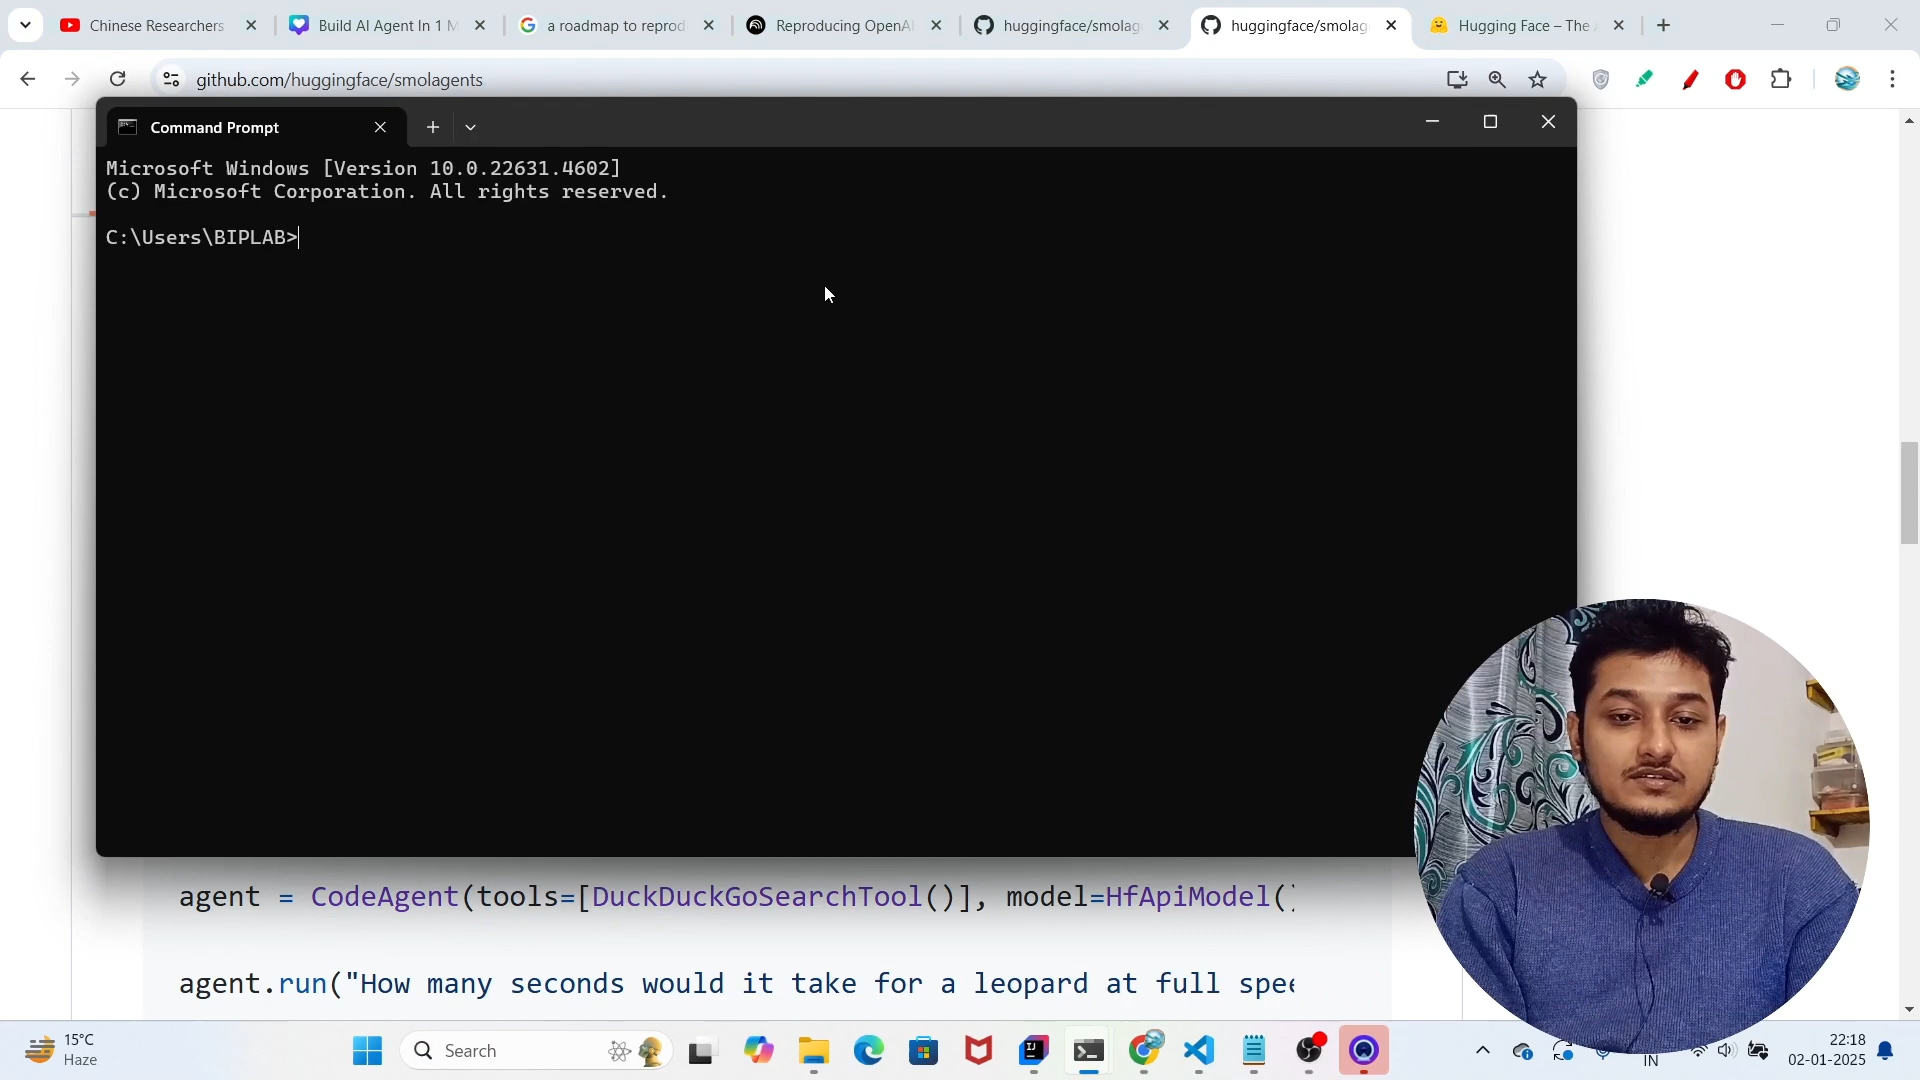 Chinese Researchers
Build AI Agent In 1 M
a roadmap to reprod
Reproducing OpenAI
huggingface/smolag
huggingface/smolag
Hugging Face – The
github.com/huggingface/smolagents
Command Prompt
Microsoft Windows [Version 10.0.22631.4602]
(c) Microsoft Corporation. All rights reserved.
C:\Users\BIPLAB>
agent = CodeAgent(tools=[DuckDuckGoSearchTool()], model=HfApiModel()
agent.run("How many seconds would it take for a leopard at full spee
15°C
Haze
Search
IN
22:18
02-01-2025